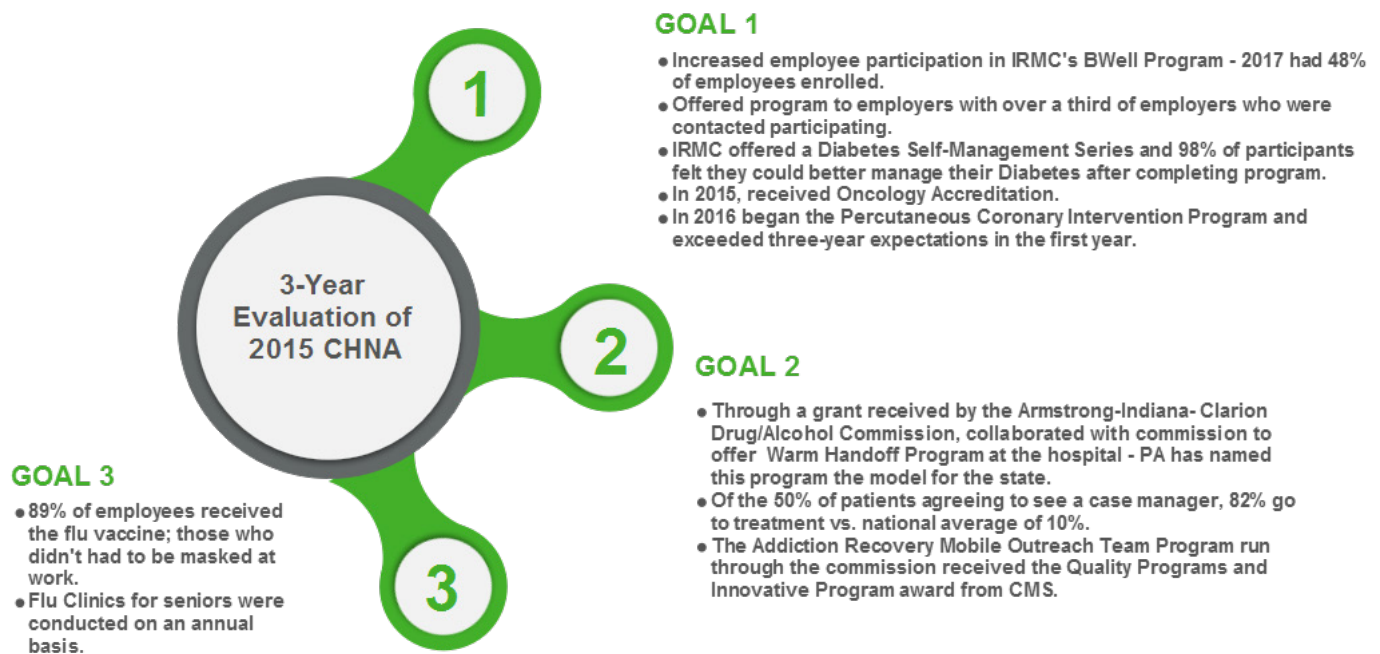 GOAL 1
● Increased employee participation in IRMC's BWell Program - 2017 had 48%
of employees enrolled.
● Offered program to employers with over a third of employers who were
contacted participating.
● IRMC offered a Diabetes Self-Management Series and 98% of participants
felt they could better manage their Diabetes after completing program.
● In 2015, received Oncology Accreditation.
● In 2016 began the Percutaneous Coronary Intervention Program and
exceeded three-year expectations in the first year.
1
3-Year
Evaluation of
2015 CHNA
2
GOAL 2
● Through a grant received by the Armstrong-Indiana- Clarion
Drug/Alcohol Commission, collaborated with commission to
offer Warm Handoff Program at the hospital - PA has named
this program the model for the state.
● Of the 50% of patients agreeing to see a case manager, 82% go
to treatment vs. national average of 10%.
● The Addiction Recovery Mobile Outreach Team Program run
through the commission received the Quality Programs and
Innovative Program award from CMS.
GOAL 3
● 89% of employees received
the flu vaccine; those who
didn't had to be masked at
work.
● Flu Clinics for seniors were
conducted on an annual
basis.
3